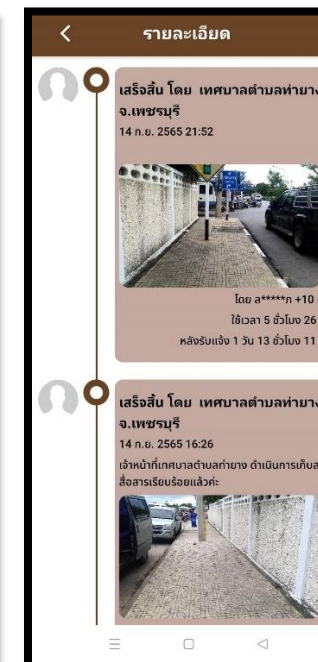 รายละเอียด
เสร็จสิ้น โดย เทศบาลตำบลท่ายาง
จ.เพชรบุรี
14 ก.ย. 2565 21:52
โดย ล*****ภ +10
ใช้เวลา 5 ชั่วโมง 26
หลังรับแจ้ง 1 วัน 13 ชั่วโมง 11
เสร็จสิ้น โดย เทศบาลตำบลท่ายาง
จ.เพชรบุรี
14 ก.ย. 2565 16:26
เจ้าหน้าที่เทศบาลตำบลท่ายาง ดำเนินการเก็บส
สื่อสารเรียบร้อยแล้วค่ะ